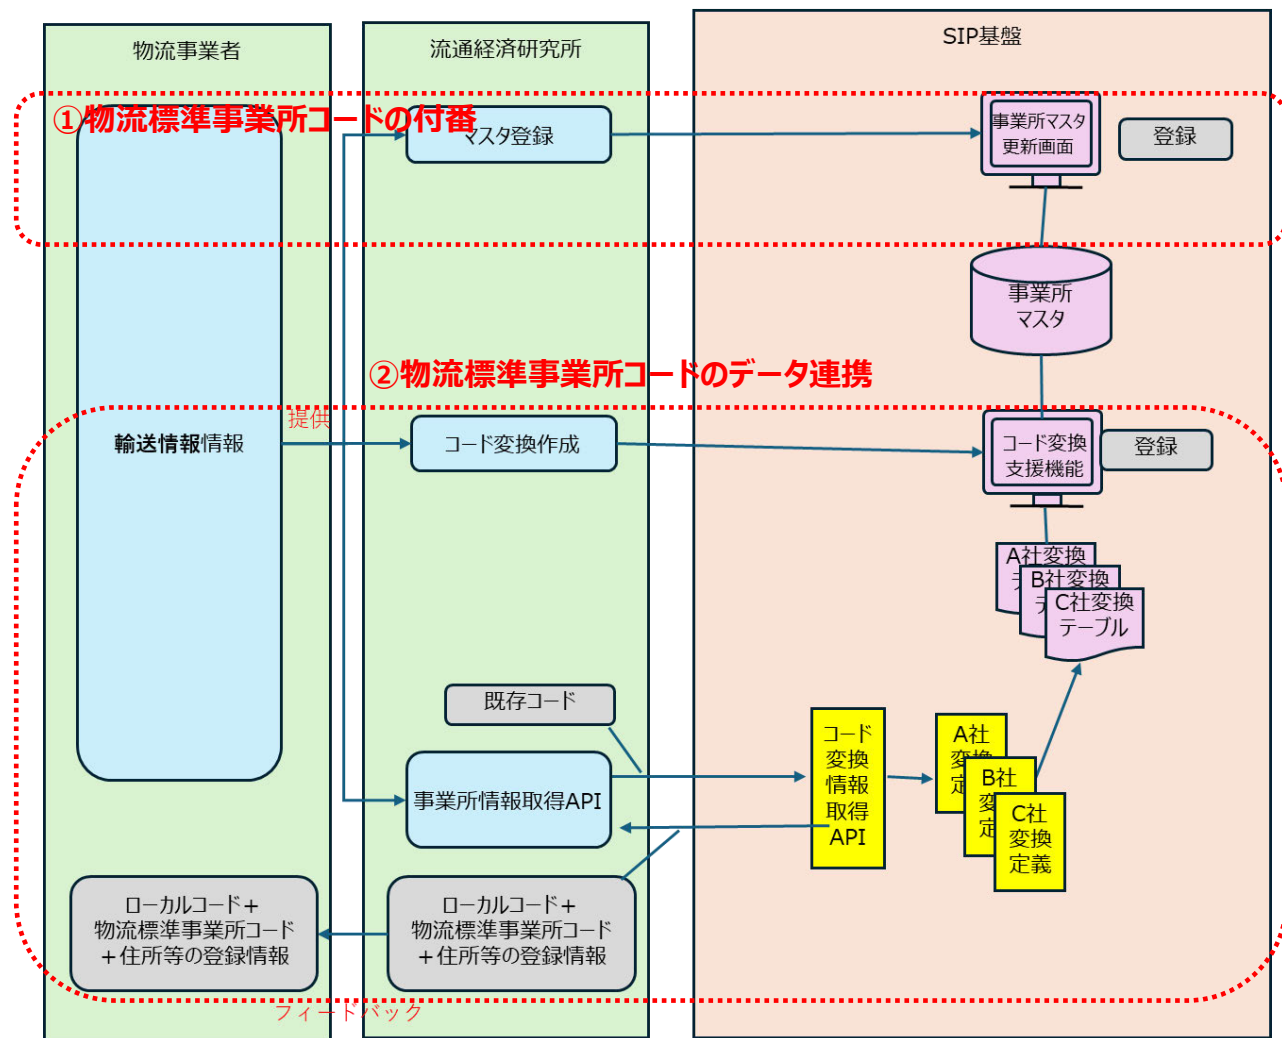 物流事業者
流通経済研究所
SIP基盤
①物流標準事業所コードの付番
マスタ登録
事業所マスタ
更新画面
登録
事業所
マスタ
②物流標準事業所コードのデータ連携
提供
輸送情報情報
コード変換作成
コード変換
支援機能
登録
A社変換
B社変換
C社変換
テーブル
既存コード
事業所情報取得API
コード
変換
情報
取得
API
A社
変換
定
B社
変
定
C社
変換
定義
ローカルコード+
物流標準事業所コード
+住所等の登録情報
ローカルコード+
物流標準事業所コード
+住所等の登録情報
フィードバック